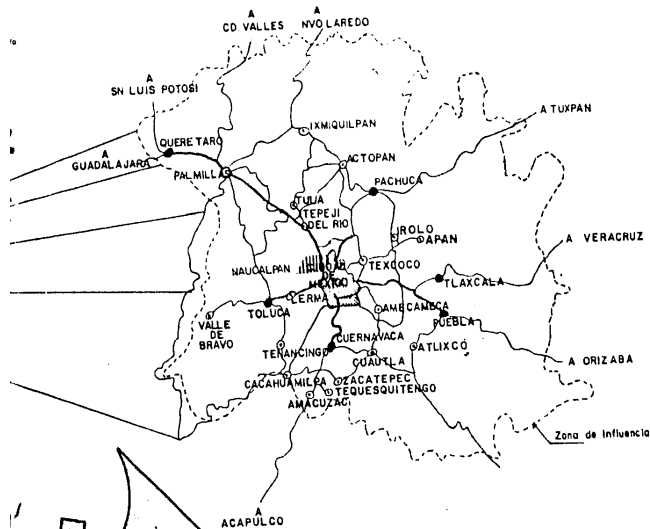 A
CD. VALLES
A
NVO LAREDO
A
SN LUIS POTOSI
A TUXPAN
IXMIQUILPAN
QUERETARO
A
GUADALAJARA
ACTOPAN
PALMILLA
PACHUCA
TULA
TEPEJI
DEL RIO
IROLO
APAN
A VERACRUZ
NAUCALPAN
CIUDAD
DE
MEXICO
TEXCOCO
TLAXCALA
LERMA
TOLUCA
AMECAMECA
VALLE
DE
BRAVO
PUEBLA
CUERNAVACA
TENANCINGO
ATLIXCO
CUAUTLA
A ORIZABA
CACAHUAMILPA
ZACATEPEC
TEQUESQUITENGO
AMACUZAC
Zona de Influencia
A
ACAPULCO